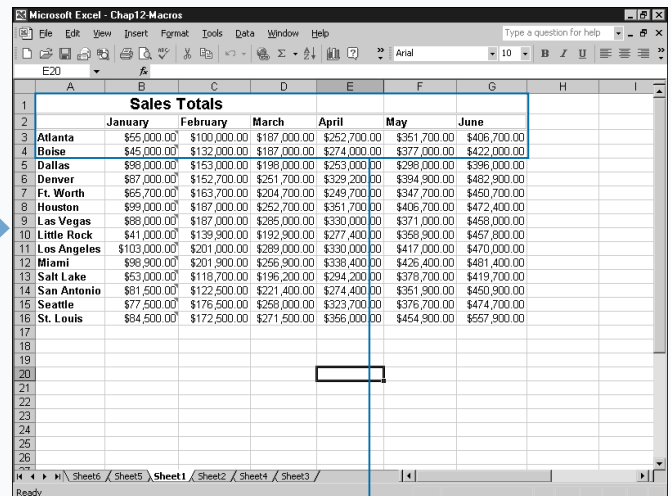 Microsoft Excel - Chap12-Macros
File Edit View Insert Format Tools Data Window Help Type a question for help
Arial 10 B I U
E20 fx
A B C D E F G H I
1 Sales Totals
2 January February March April May June
3 Atlanta $55,000.00 $100,000.00 $187,000.00 $252,700.00 $351,700.00 $406,700.00
4 Boise $45,000.00 $132,000.00 $187,000.00 $274,000.00 $377,000.00 $422,000.00
5 Dallas $98,000.00 $153,000.00 $198,000.00 $253,000.00 $298,000.00 $396,000.00
6 Denver $87,000.00 $152,700.00 $251,700.00 $329,200.00 $394,900.00 $482,900.00
7 Ft. Worth $65,700.00 $163,700.00 $204,700.00 $249,700.00 $347,700.00 $450,700.00
8 Houston $99,000.00 $187,000.00 $252,700.00 $351,700.00 $406,700.00 $472,400.00
9 Las Vegas $88,000.00 $187,000.00 $285,000.00 $330,000.00 $371,000.00 $458,000.00
10 Little Rock $41,000.00 $139,900.00 $192,900.00 $277,400.00 $358,900.00 $457,800.00
11 Los Angeles $103,000.00 $201,000.00 $289,000.00 $330,000.00 $417,000.00 $470,000.00
12 Miami $98,900.00 $201,900.00 $256,900.00 $338,400.00 $426,400.00 $481,400.00
13 Salt Lake $53,000.00 $118,700.00 $196,200.00 $294,200.00 $378,700.00 $419,700.00
14 San Antonio $81,500.00 $122,500.00 $221,400.00 $274,400.00 $351,900.00 $450,900.00
15 Seattle $77,500.00 $176,500.00 $258,000.00 $323,700.00 $376,700.00 $474,700.00
16 St. Louis $84,500.00 $172,500.00 $271,500.00 $356,000.00 $454,900.00 $557,900.00
17
18
19
20
21
22
23
24
25
26
27
Sheet6 Sheet5 Sheet1 Sheet2 Sheet4 Sheet3
Ready